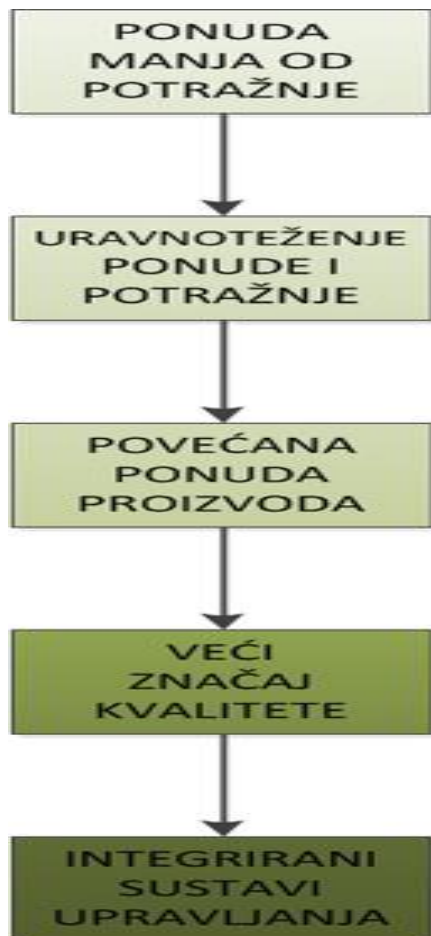 PONUDA
MANJA OD
POTRAŽNJE
URAVNOTEŽENJE
PONUDE I
POTRAŽNJE
POVEĆANA
PONUDA
PROIZVODA
VEĆI
ZNAČAJ
KVALITETE
INTEGRIRANI
SUSTAVI
UPRAVLJANJA